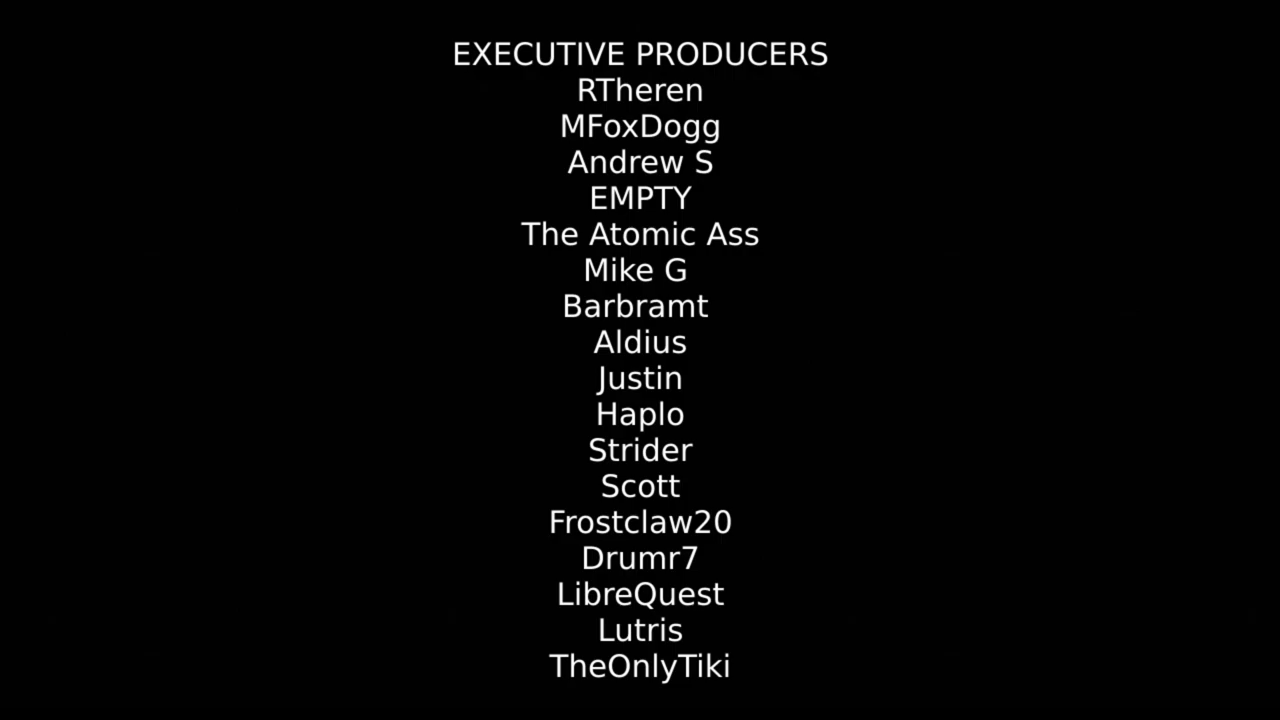 EXECUTIVE PRODUCERS
RTheren
MFoxDogg
Andrew S
EMPTY
The Atomic Ass
Mike G
Barbramt
Aldius
Justin
Haplo
Strider
Scott
Frostclaw20
Drumr7
LibreQuest
Lutris
TheOnlyTiki